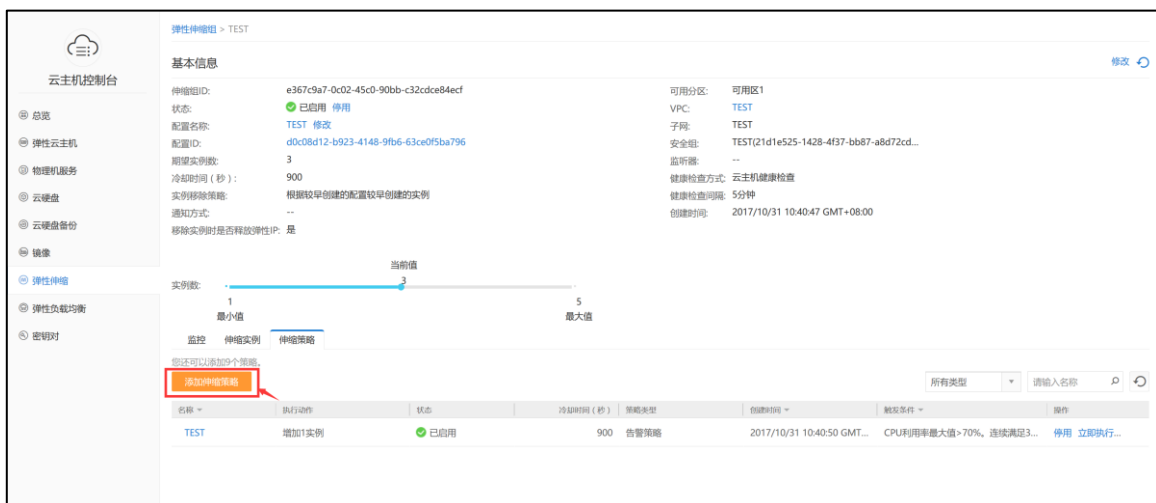 弹性伸缩组 > TEST
云主机控制台
总览
弹性云主机
物理机服务
云硬盘
云硬盘备份
镜像
弹性伸缩
弹性负载均衡
密钥对
基本信息
修改
伸缩组ID: e367c9a7-0c02-45c0-90bb-c32cdce84ecf
可用分区: 可用区1
状态: 已启用 停用
VPC: TEST
配置名称: TEST 修改
子网: TEST
配置ID: d0c08d12-b923-4148-9fb6-63ce0f5ba796
安全组: TEST(21d1e525-1428-4f37-bb87-a8d72cd...
期望实例数: 3
监听器: --
冷却时间（秒）: 900
健康检查方式: 云主机健康检查
实例移除策略: 根据较早创建的配置较早创建的实例
健康检查间隔: 5分钟
通知方式: --
创建时间: 2017/10/31 10:40:47 GMT+08:00
移除实例时是否释放弹性IP: 是
当前值
实例数: 3
1 5
最小值 最大值
监控 伸缩实例 伸缩策略
您还可以添加9个策略。
添加伸缩策略 所有类型 请输入名称
名称 执行动作 状态 冷却时间（秒） 策略类型 创建时间 触发条件 操作
TEST 增加1实例 已启用 900 告警策略 2017/10/31 10:40:50 GMT... CPU利用率最大值>70%。连续满足3... 停用 立即执行...